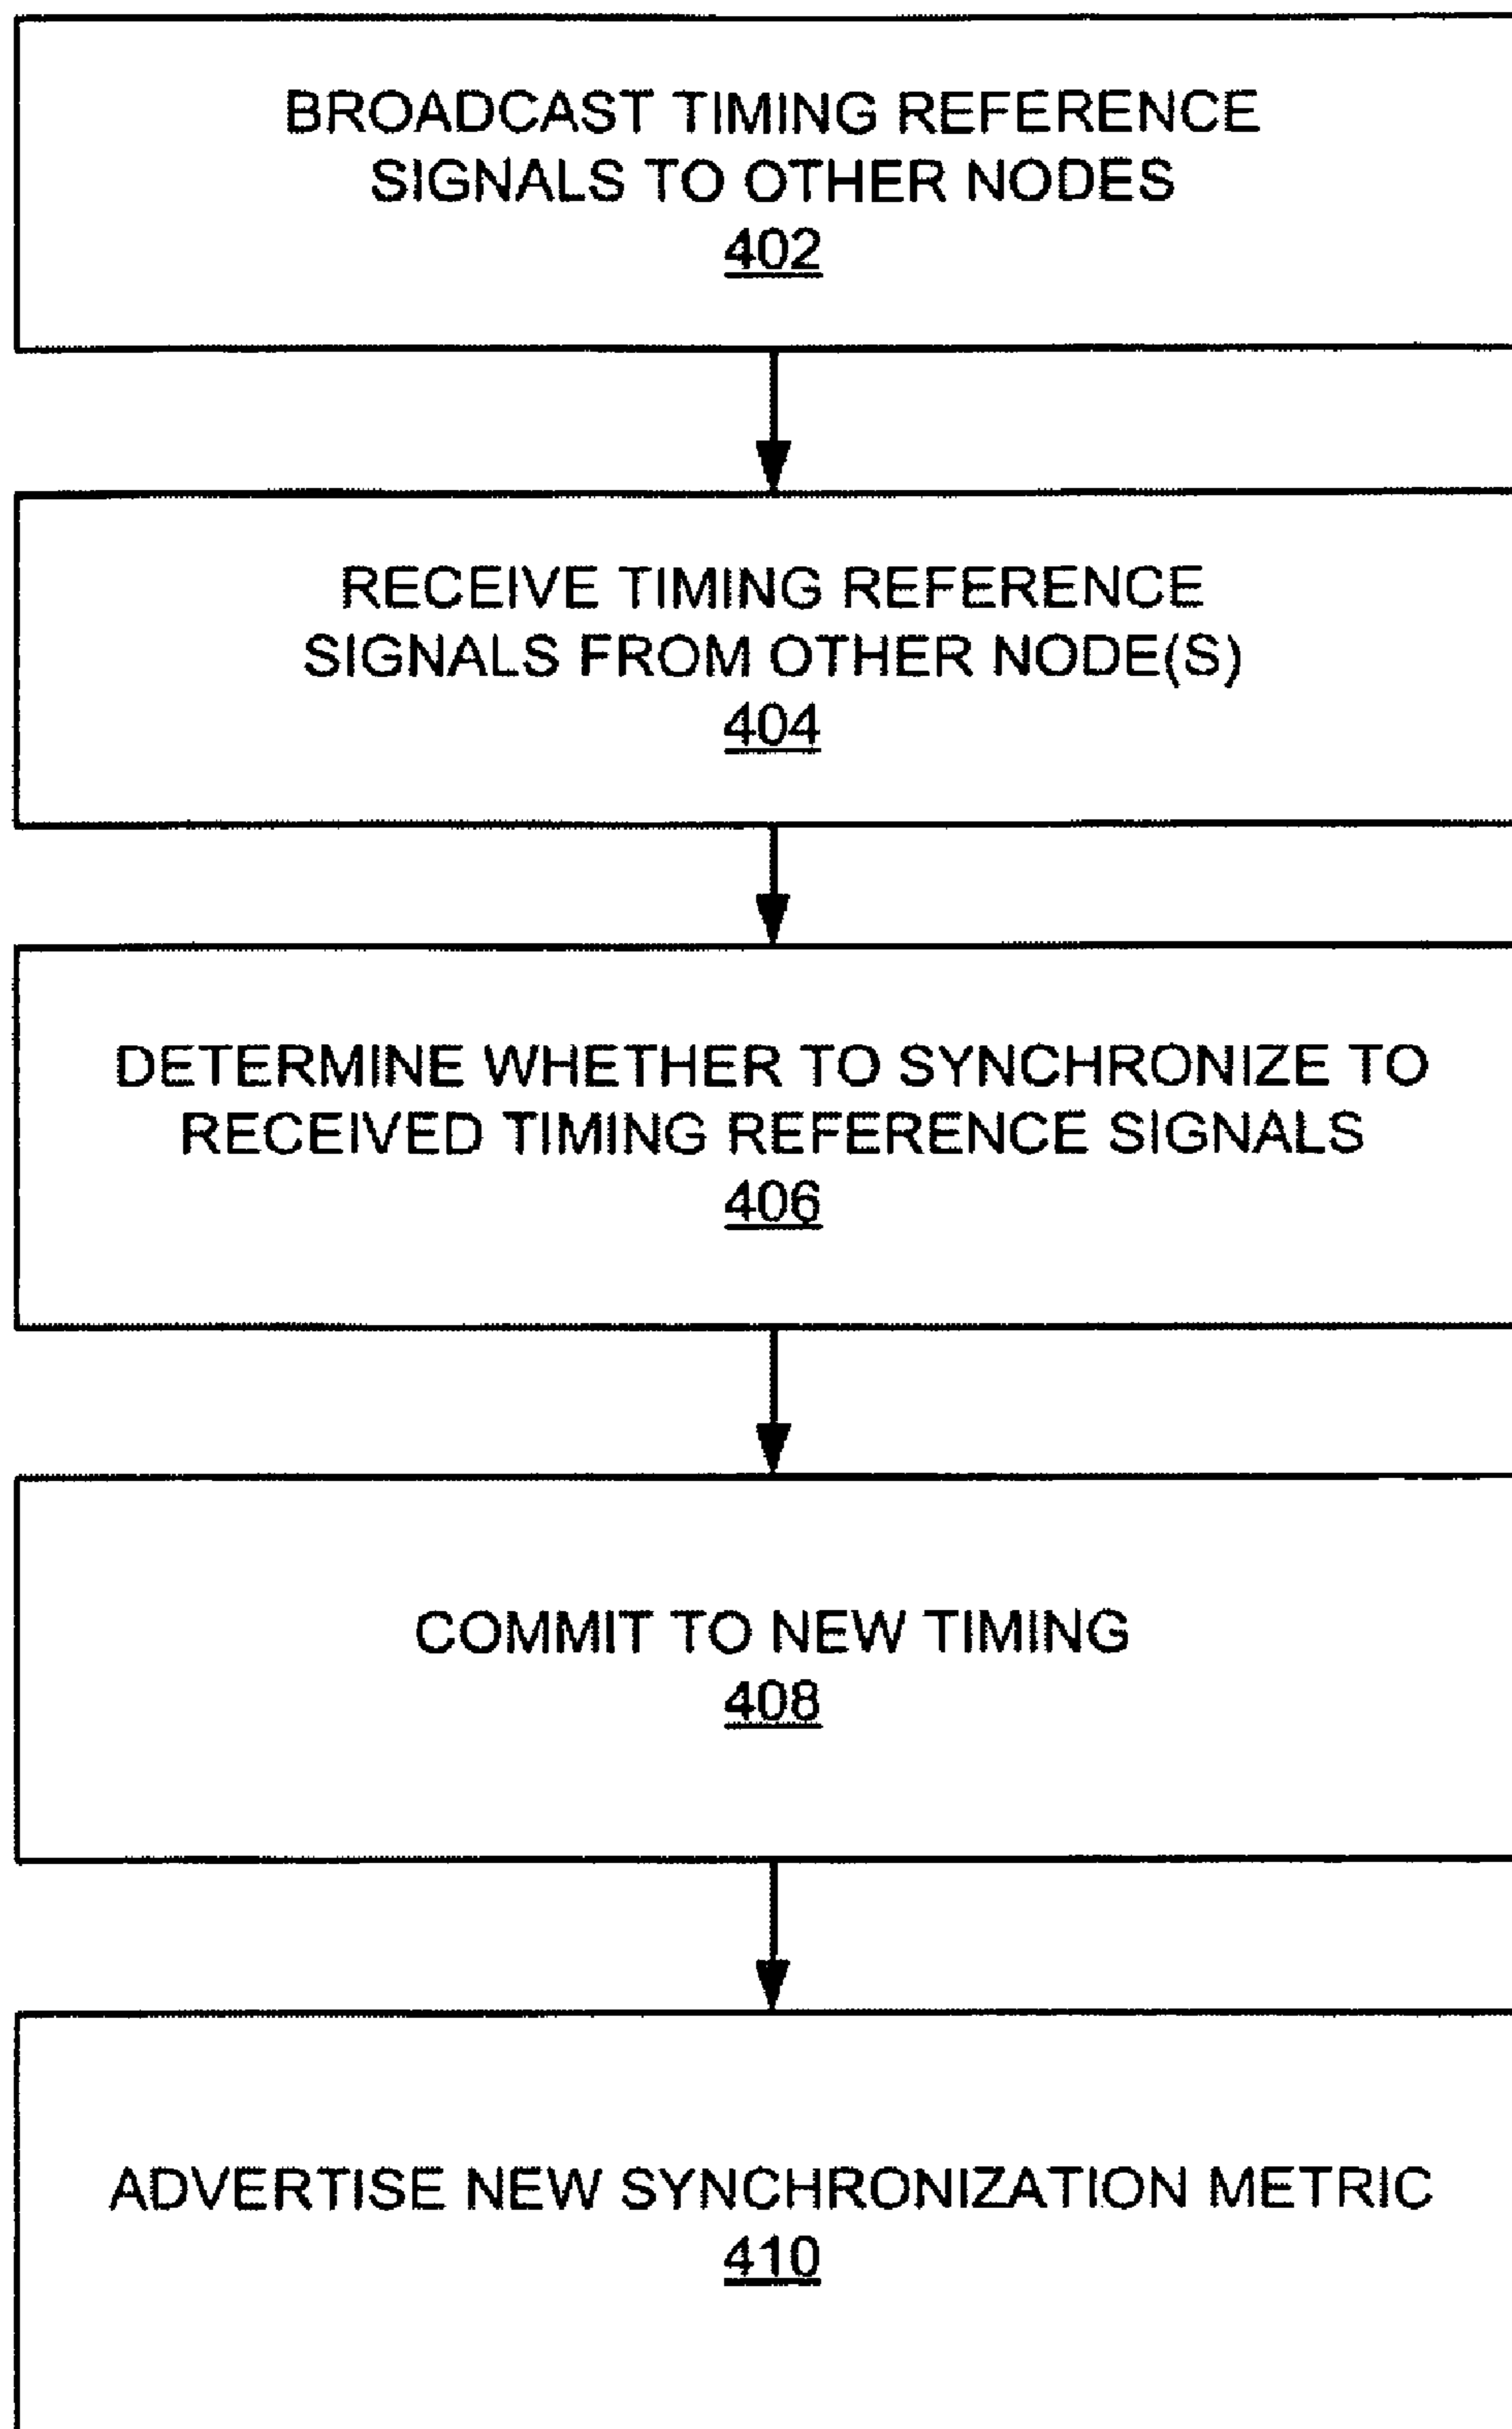 BROADCAST TIMING REFERENCE
SIGNALS TO OTHER NODES
402
RECEIVE TIMING REFERENCE
SIGNALS FROM OTHER NODE(S)
404
DETERMINE WHETHER TO SYNCHRONIZE TO
RECEIVED TIMING REFERENCE SIGNALS
406
COMMIT TO NEW TIMING
408
ADVERTISE NEW SYNCHRONIZATION METRIC
410